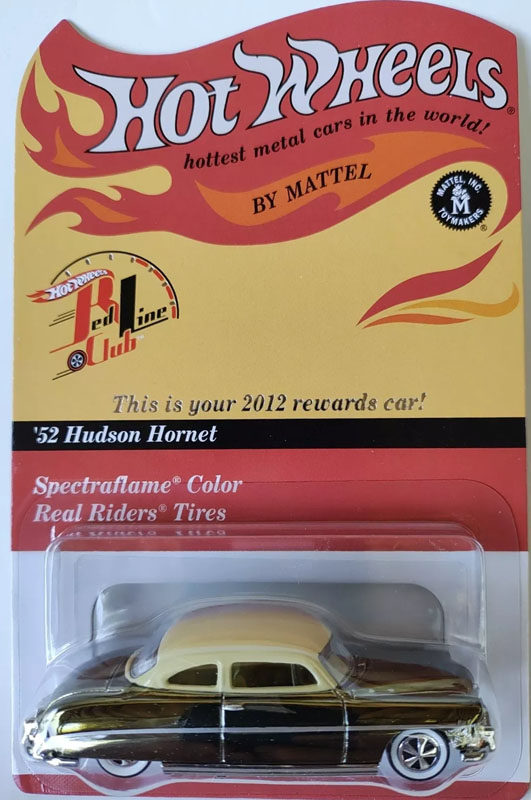 HOT WHEELS®
hottest metal cars in the world!
BY MATTEL
MATTEL, INC.
M
TOYMAKERS®
HOT WHEELS
Red Line
Club™
This is your 2012 rewards car!
'52 Hudson Hornet
Spectraflame® Color
Real Riders® Tires